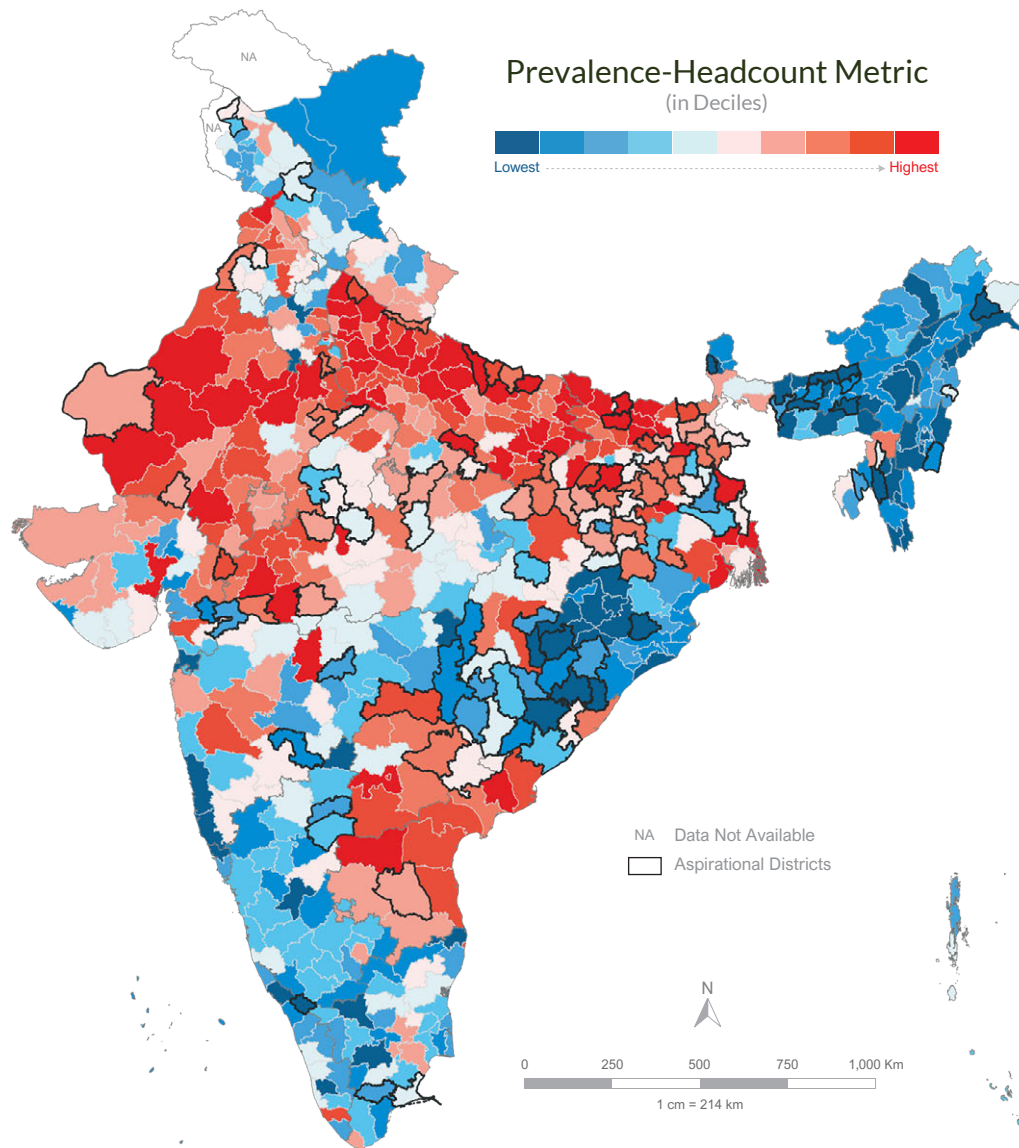 NA
Prevalence-Headcount Metric
(in Deciles)
NA
Lowest
Highest
NA Data Not Available
Aspirational Districts
N
0 250 500 750 1,000 Km
1 cm = 214 km